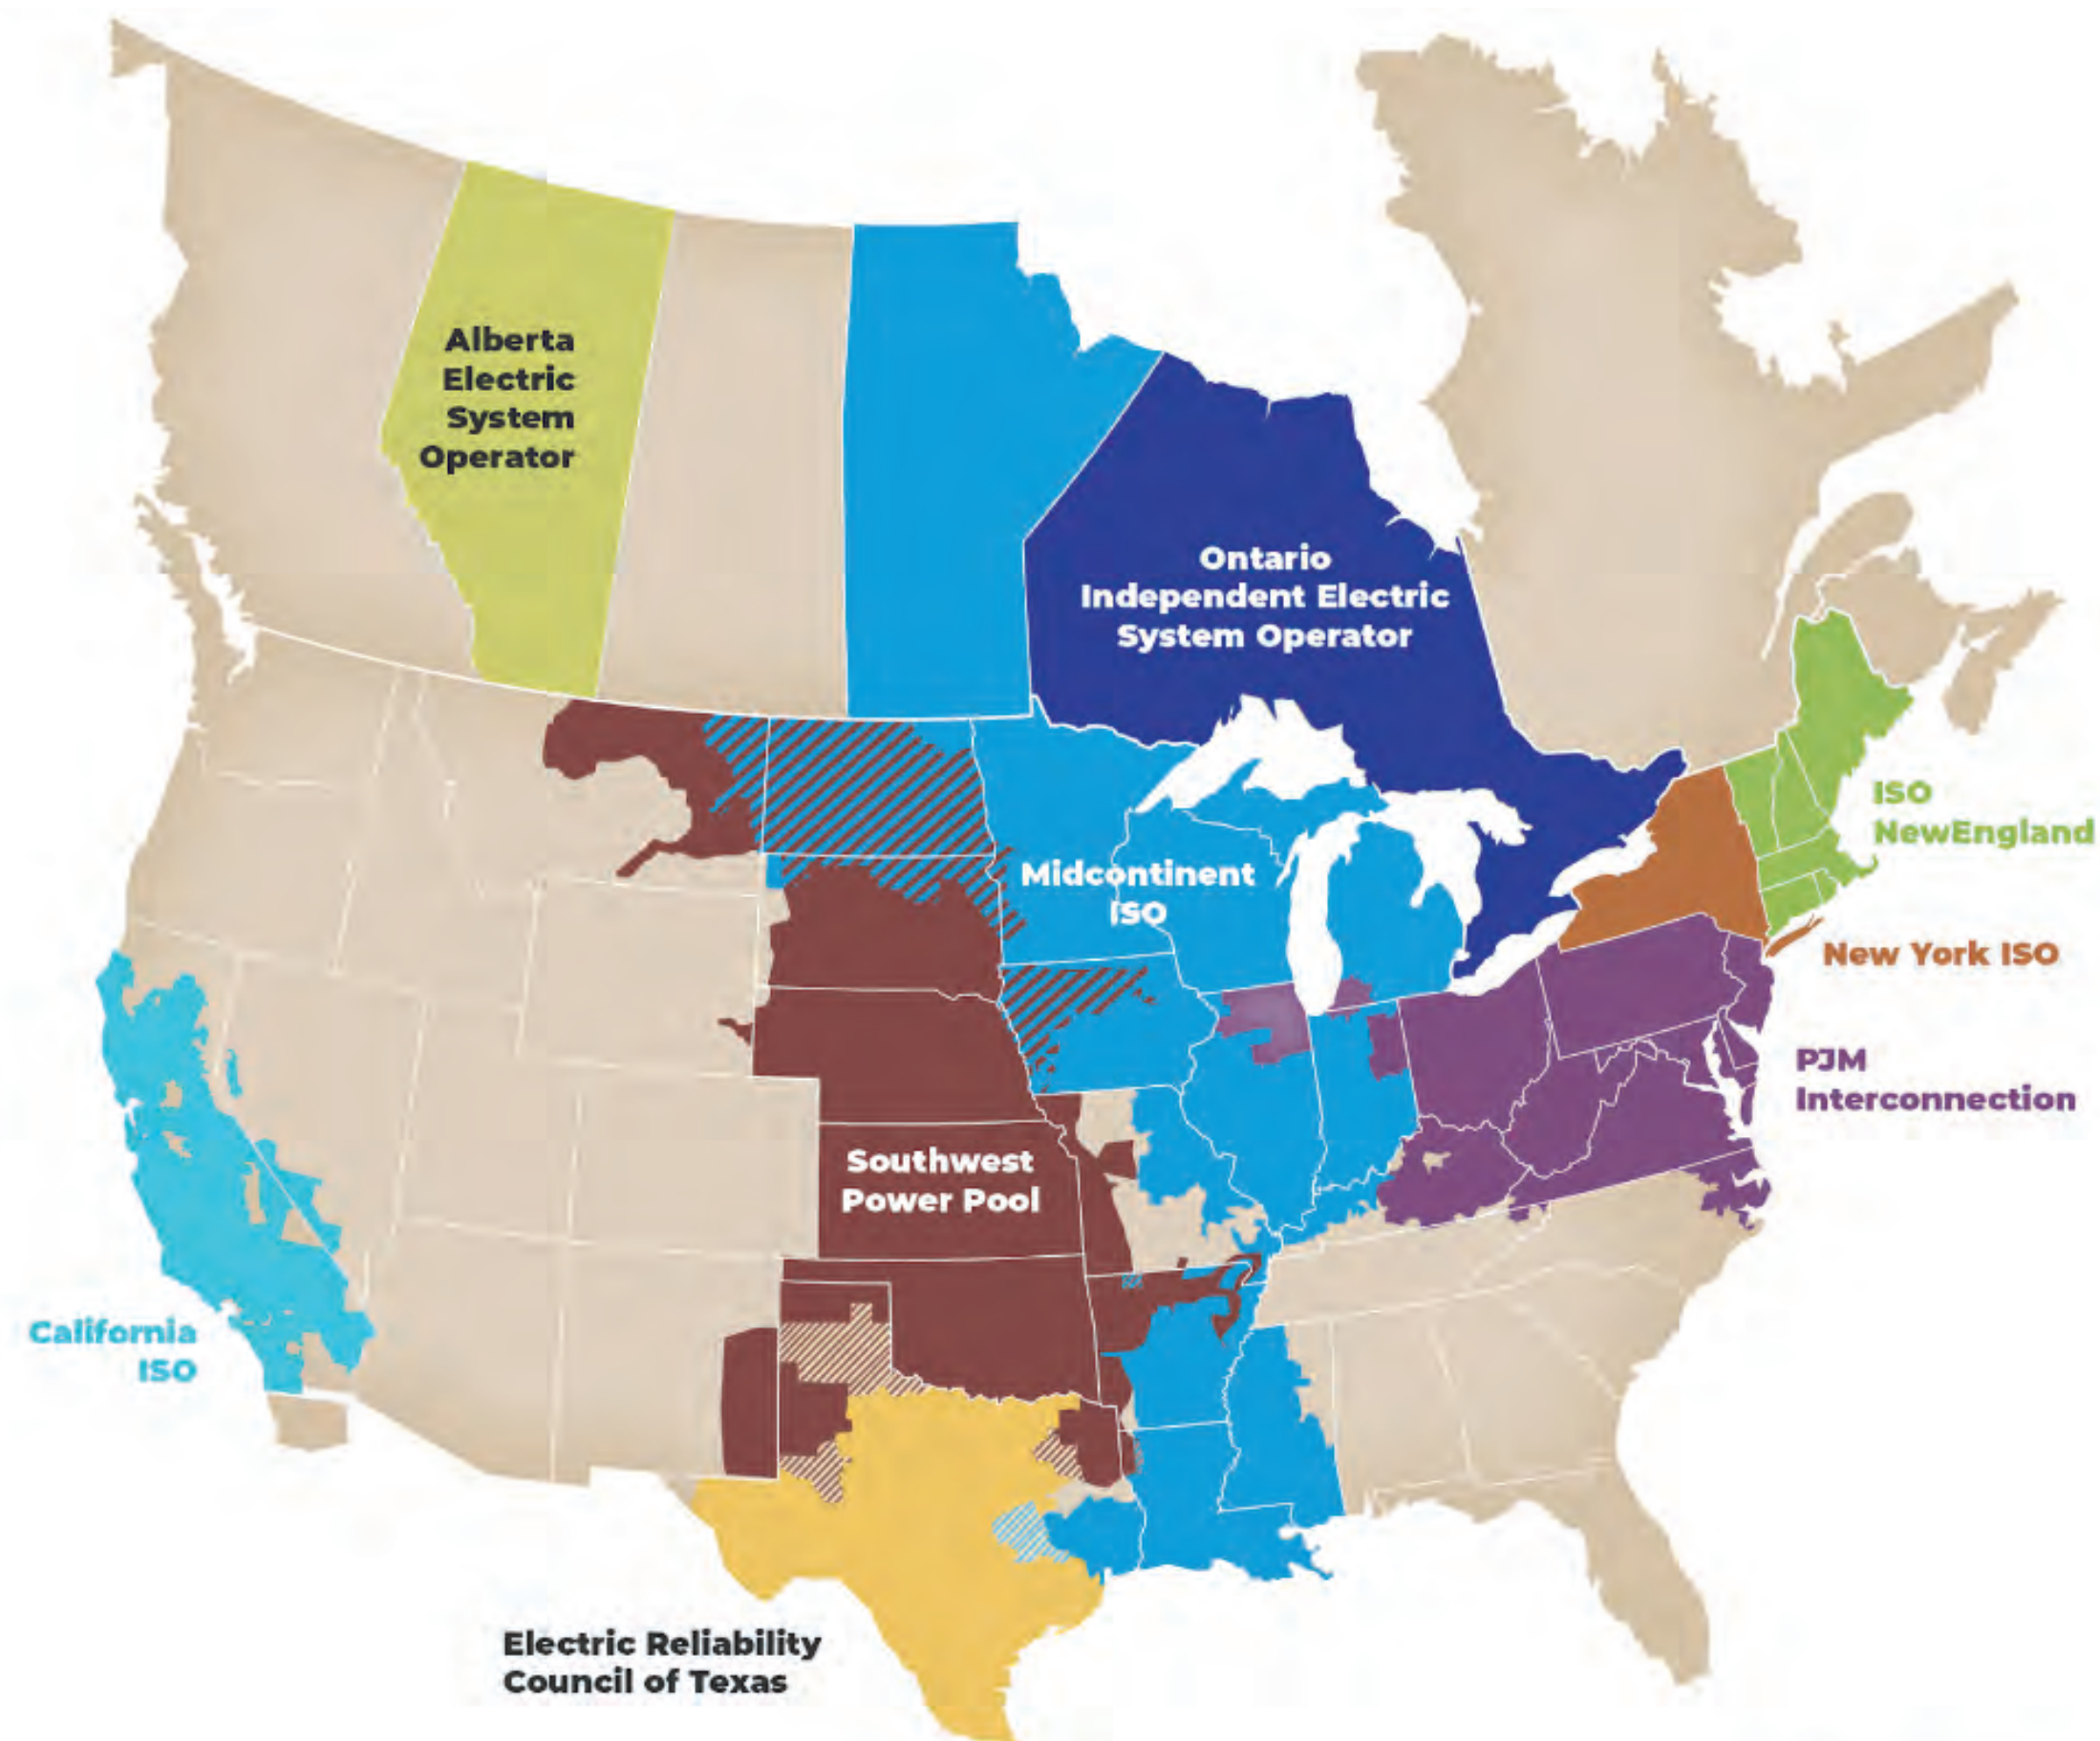 Alberta
Electric
System
Operator
Ontario
Independent Electric
System Operator
ISO
NewEngland
Midcontinent
ISO
New York ISO
PJM
Interconnection
Southwest
Power Pool
California
ISO
Electric Reliability
Council of Texas